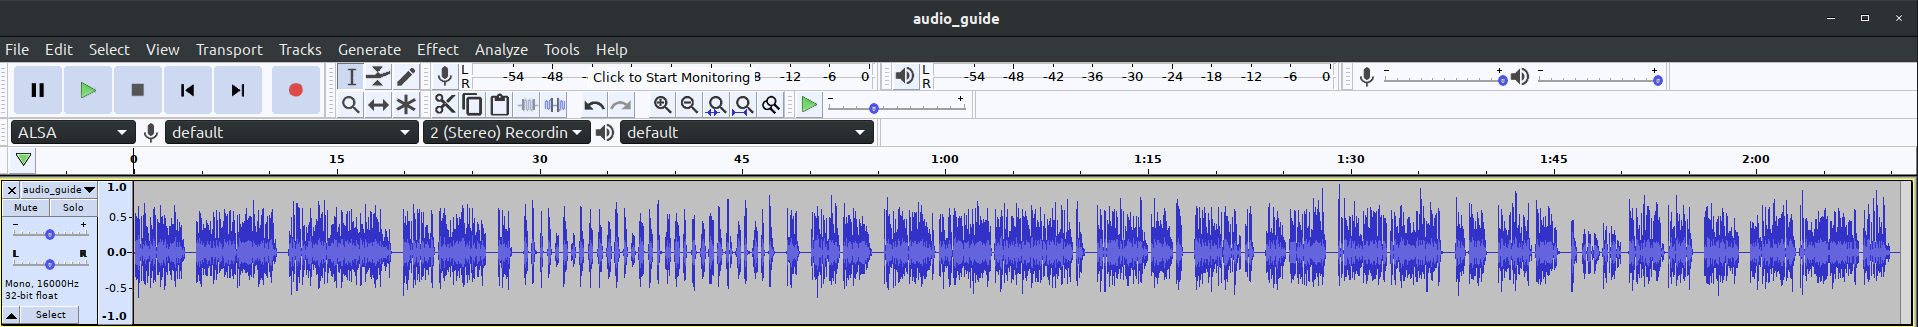 audio_guide
File Edit Select View Transport Tracks Generate Effect Analyze Tools Help
L R -54 -48 - Click to Start Monitoring 8 -12 -6 0
L R -54 -48 -42 -36 -30 -24 -18 -12 -6 0
- +
- +
- +
ALSA default 2 (Stereo) Recordin default
0 15 30 45 1:00 1:15 1:30 1:45 2:00
× audio_guide 1.0
Mute Solo
- + 0.5
L R 0.0
Mono, 16000Hz -0.5
32-bit float
Select -1.0